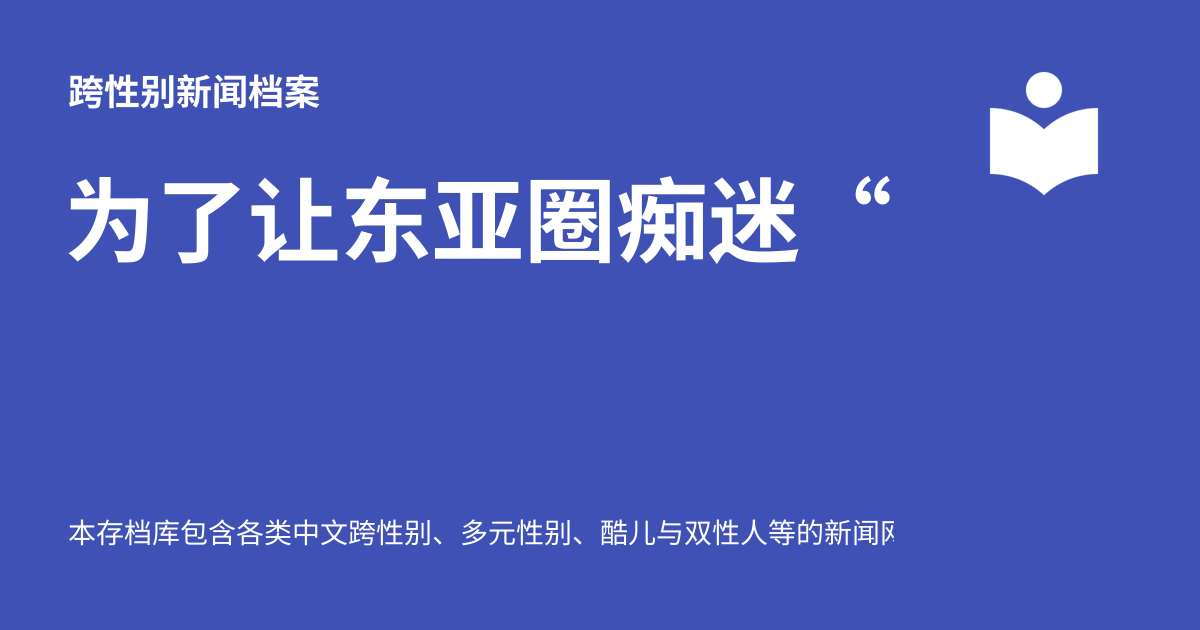 跨性别新闻档案
为了让东亚圈痴迷“
本存档库包含各类中文跨性别、多元性别、酷儿与双性人等的新闻